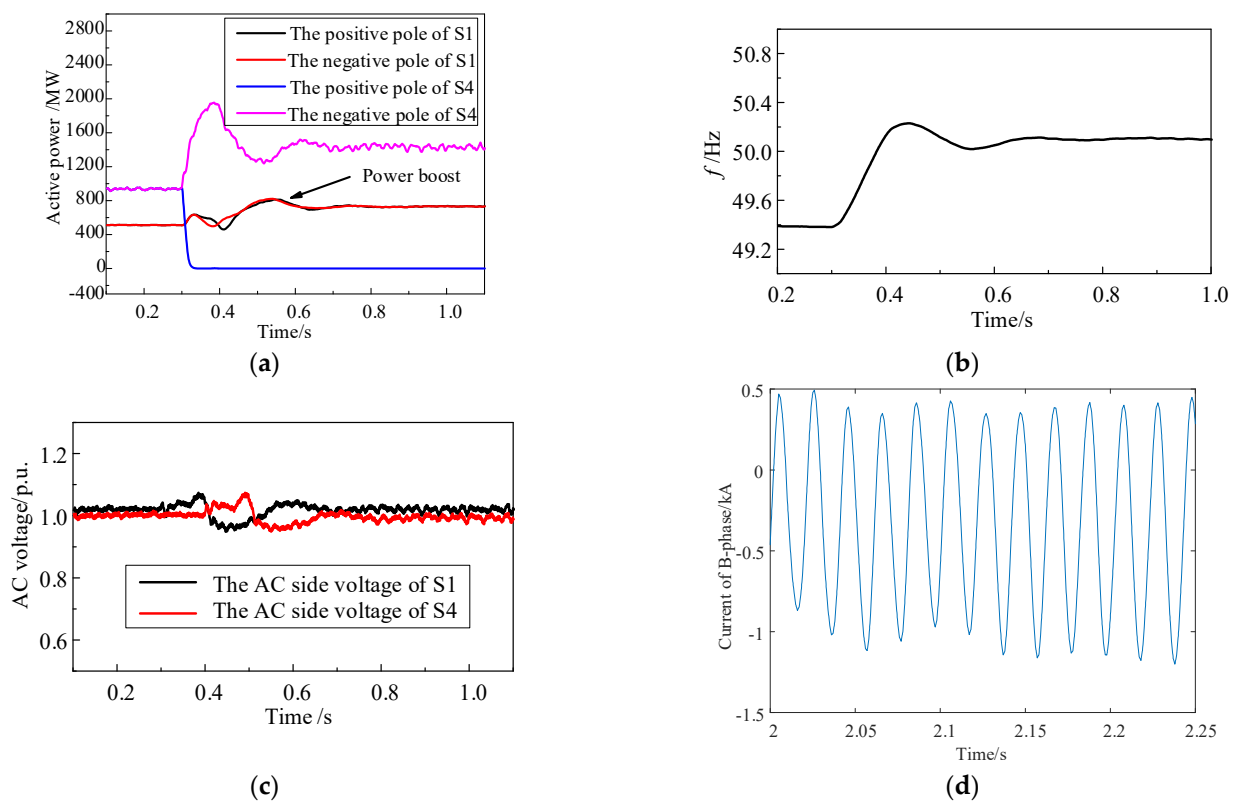 2800
2400
2000
1600
1200
800
400
0
-400
Active power /MW
The positive pole of S1
The negative pole of S1
The positive pole of S4
The negative pole of S4
Power boost
0.2 0.4 0.6 0.8 1.0
Time/s
(a)
50.8
50.4
50.0
49.6
49.2
f /Hz
0.2 0.4 0.6 0.8 1.0
Time/s
(b)
1.2
1.0
0.8
0.6
AC voltage/p.u.
The AC side voltage of S1
The AC side voltage of S4
0.2 0.4 0.6 0.8 1.0
Time /s
(c)
0.5
0
-0.5
-1
-1.5
Current of B-phase/kA
2 2.05 2.1 2.15 2.2 2.25
Time/s
(d)